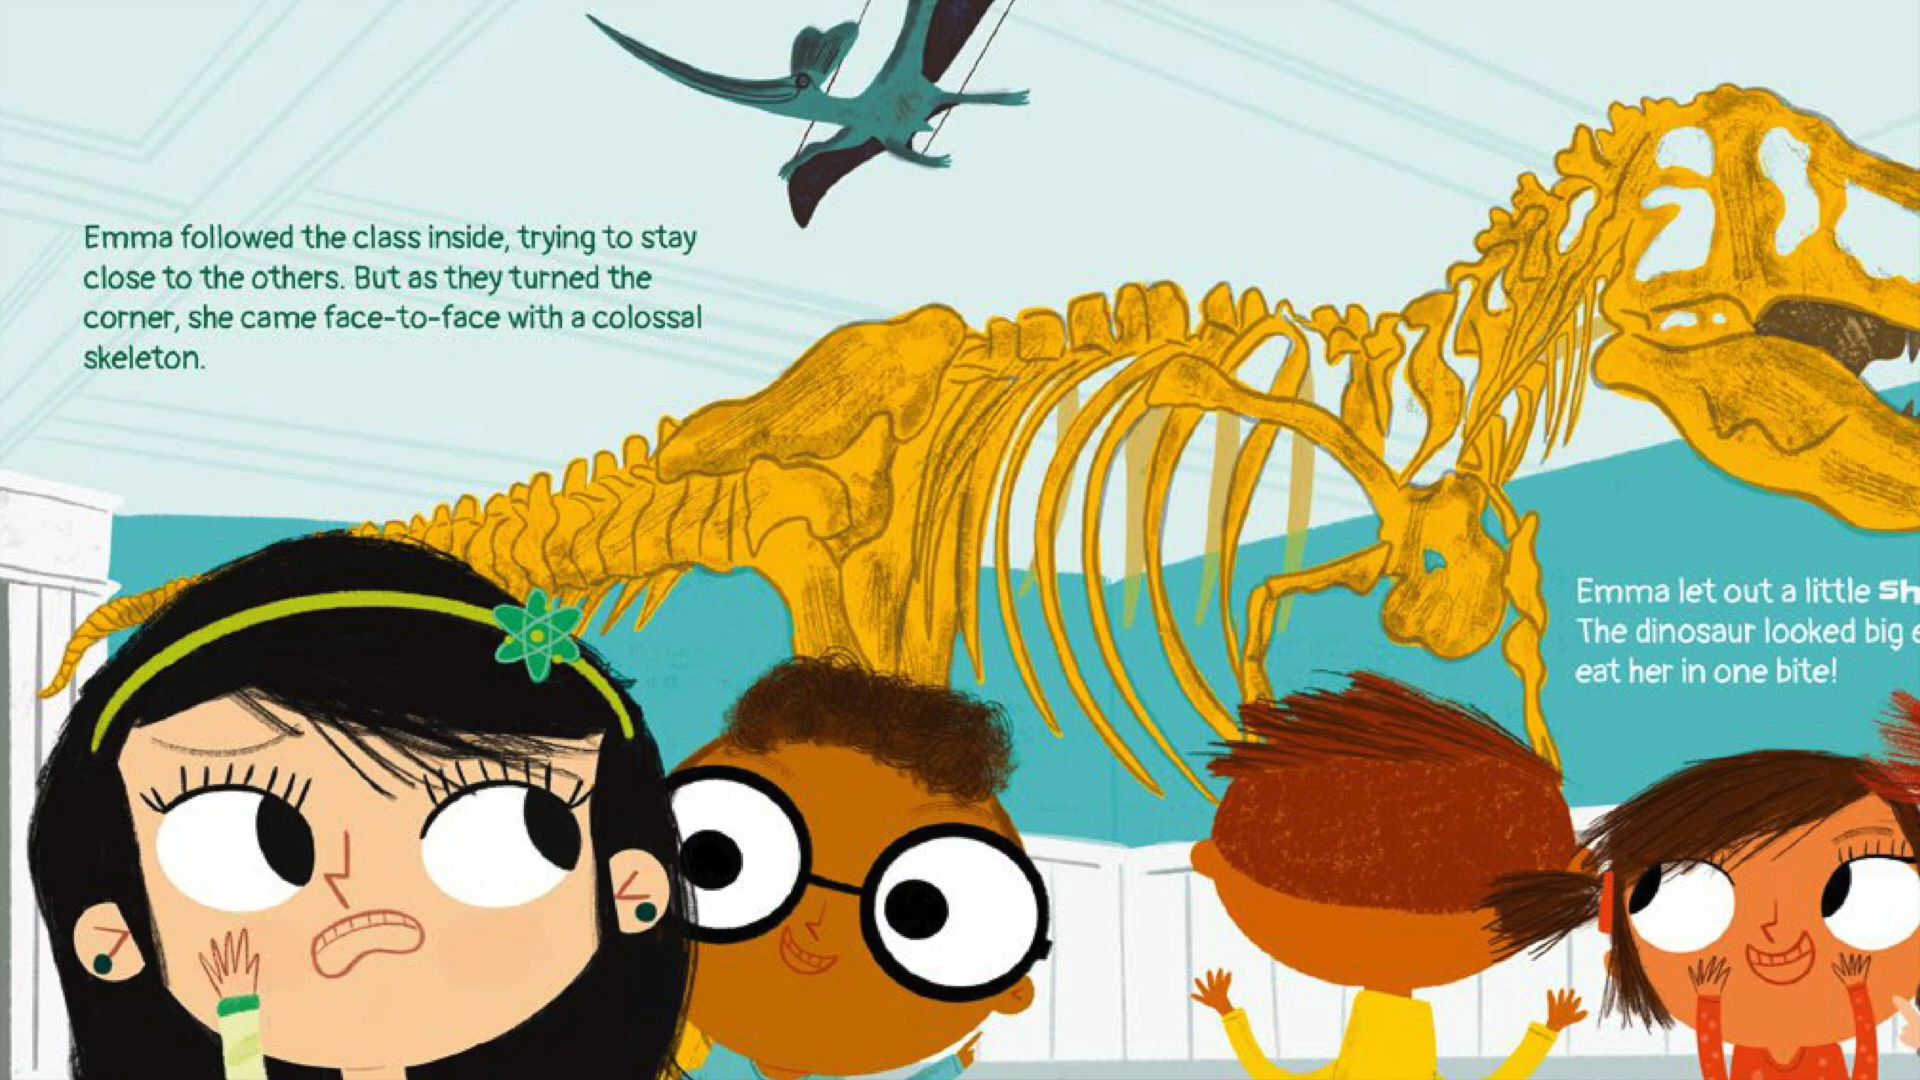 Emma followed the class inside, trying to stay
close to the others. But as they turned the
corner, she came face-to-face with a colossal
skeleton.
Emma let out a little
The dinosaur looked big
eat her in one bite!